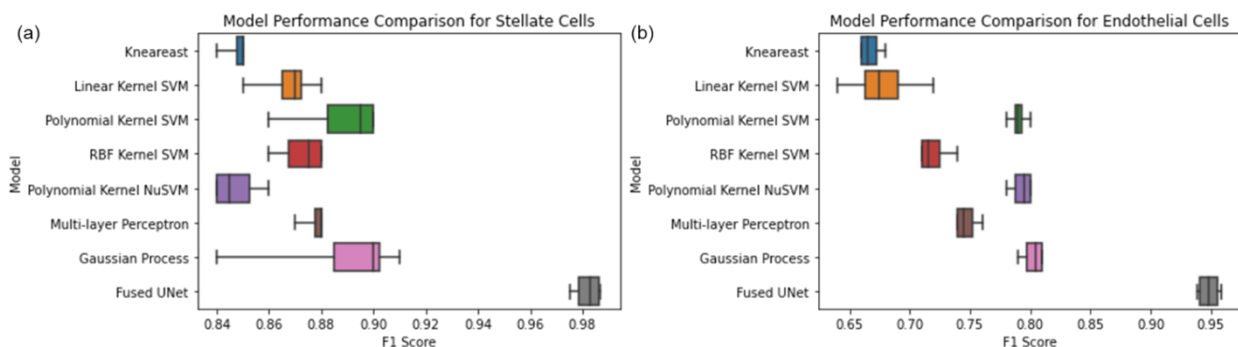 (a)
Model Performance Comparison for Stellate Cells
Model
Kneareast
Linear Kernel SVM
Polynomial Kernel SVM
RBF Kernel SVM
Polynomial Kernel NuSVM
Multi-layer Perceptron
Gaussian Process
Fused UNet
0.84 0.86 0.88 0.90 0.92 0.94 0.96 0.98
F1 Score
(b)
Model Performance Comparison for Endothelial Cells
Model
Kneareast
Linear Kernel SVM
Polynomial Kernel SVM
RBF Kernel SVM
Polynomial Kernel NuSVM
Multi-layer Perceptron
Gaussian Process
Fused UNet
0.65 0.70 0.75 0.80 0.85 0.90 0.95
F1 Score